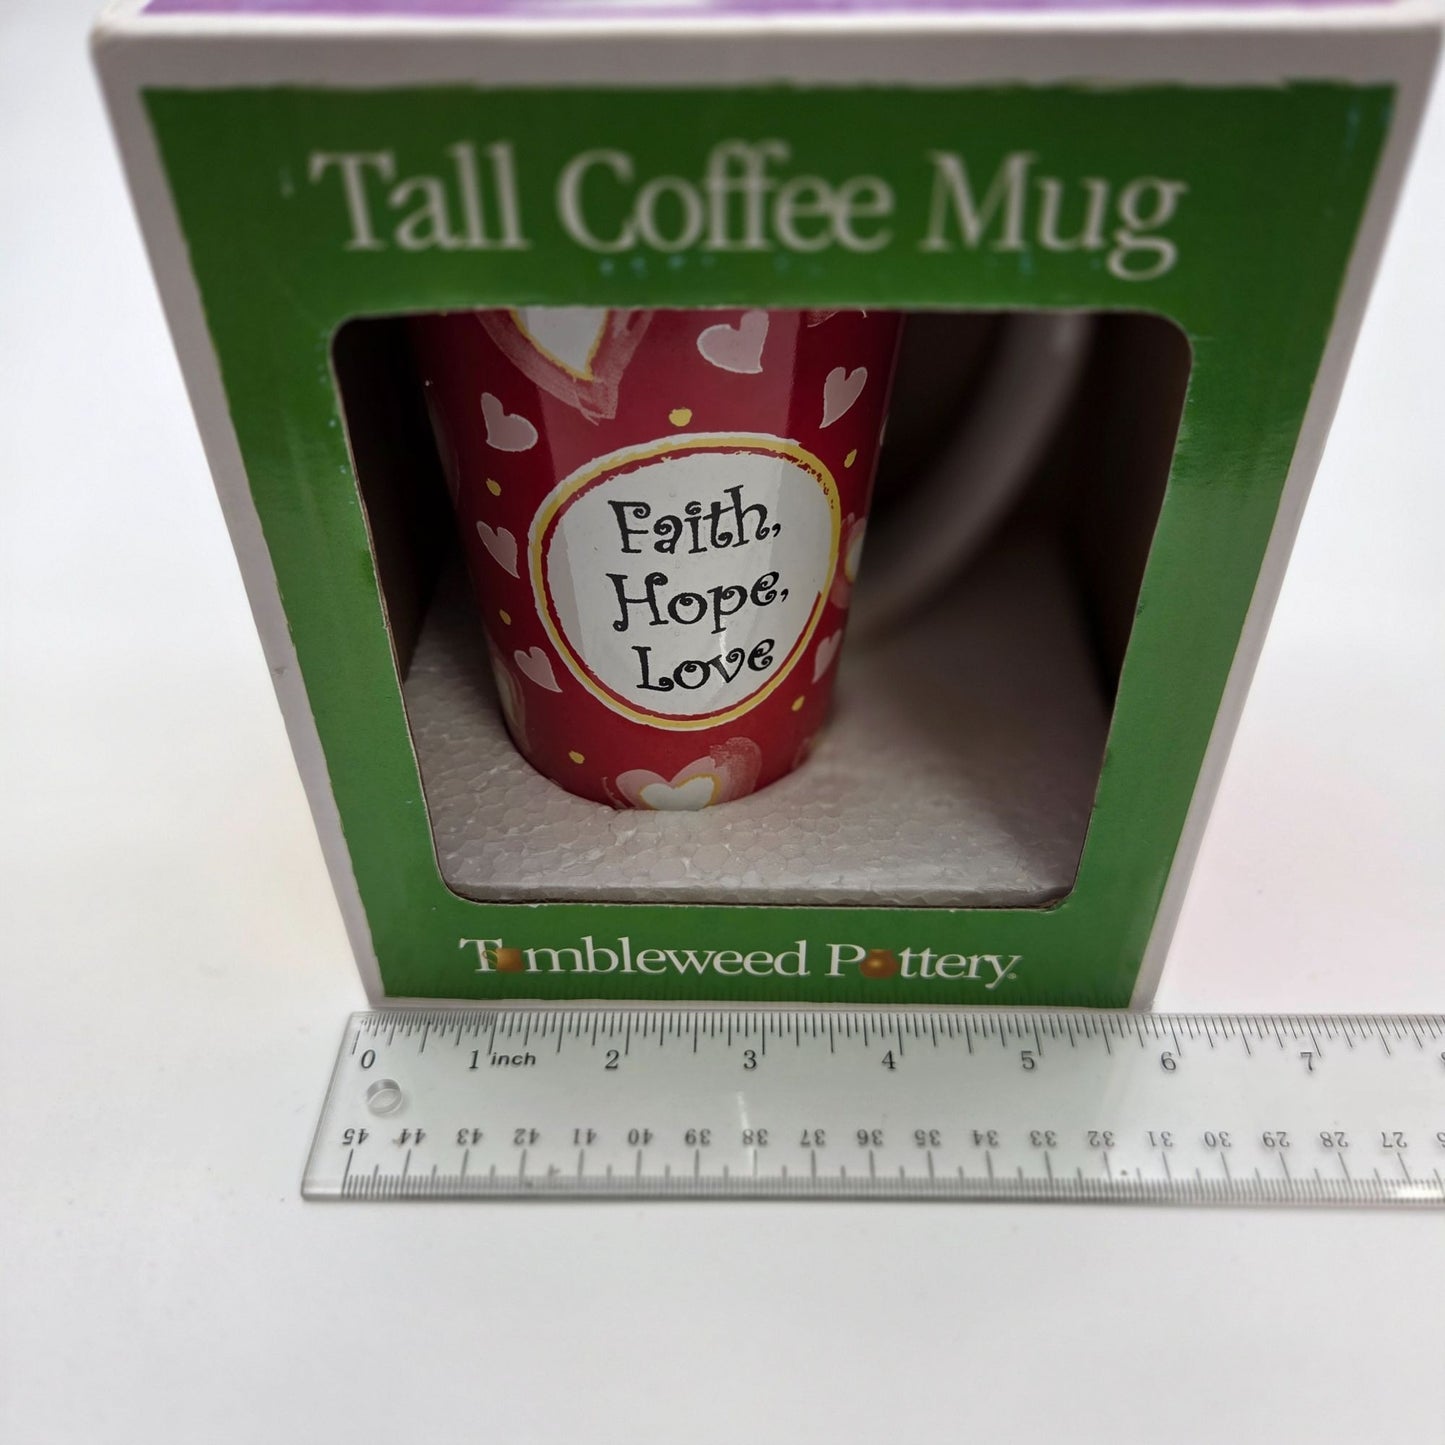 Tall Coffee Mug
Faith,
Hope,
Love
Tumbleweed Pottery
0 1 inch 2 3 4 5 6 7
45 44 43 42 41 40 39 38 37 36 35 34 33 32 31 30 29 28 27